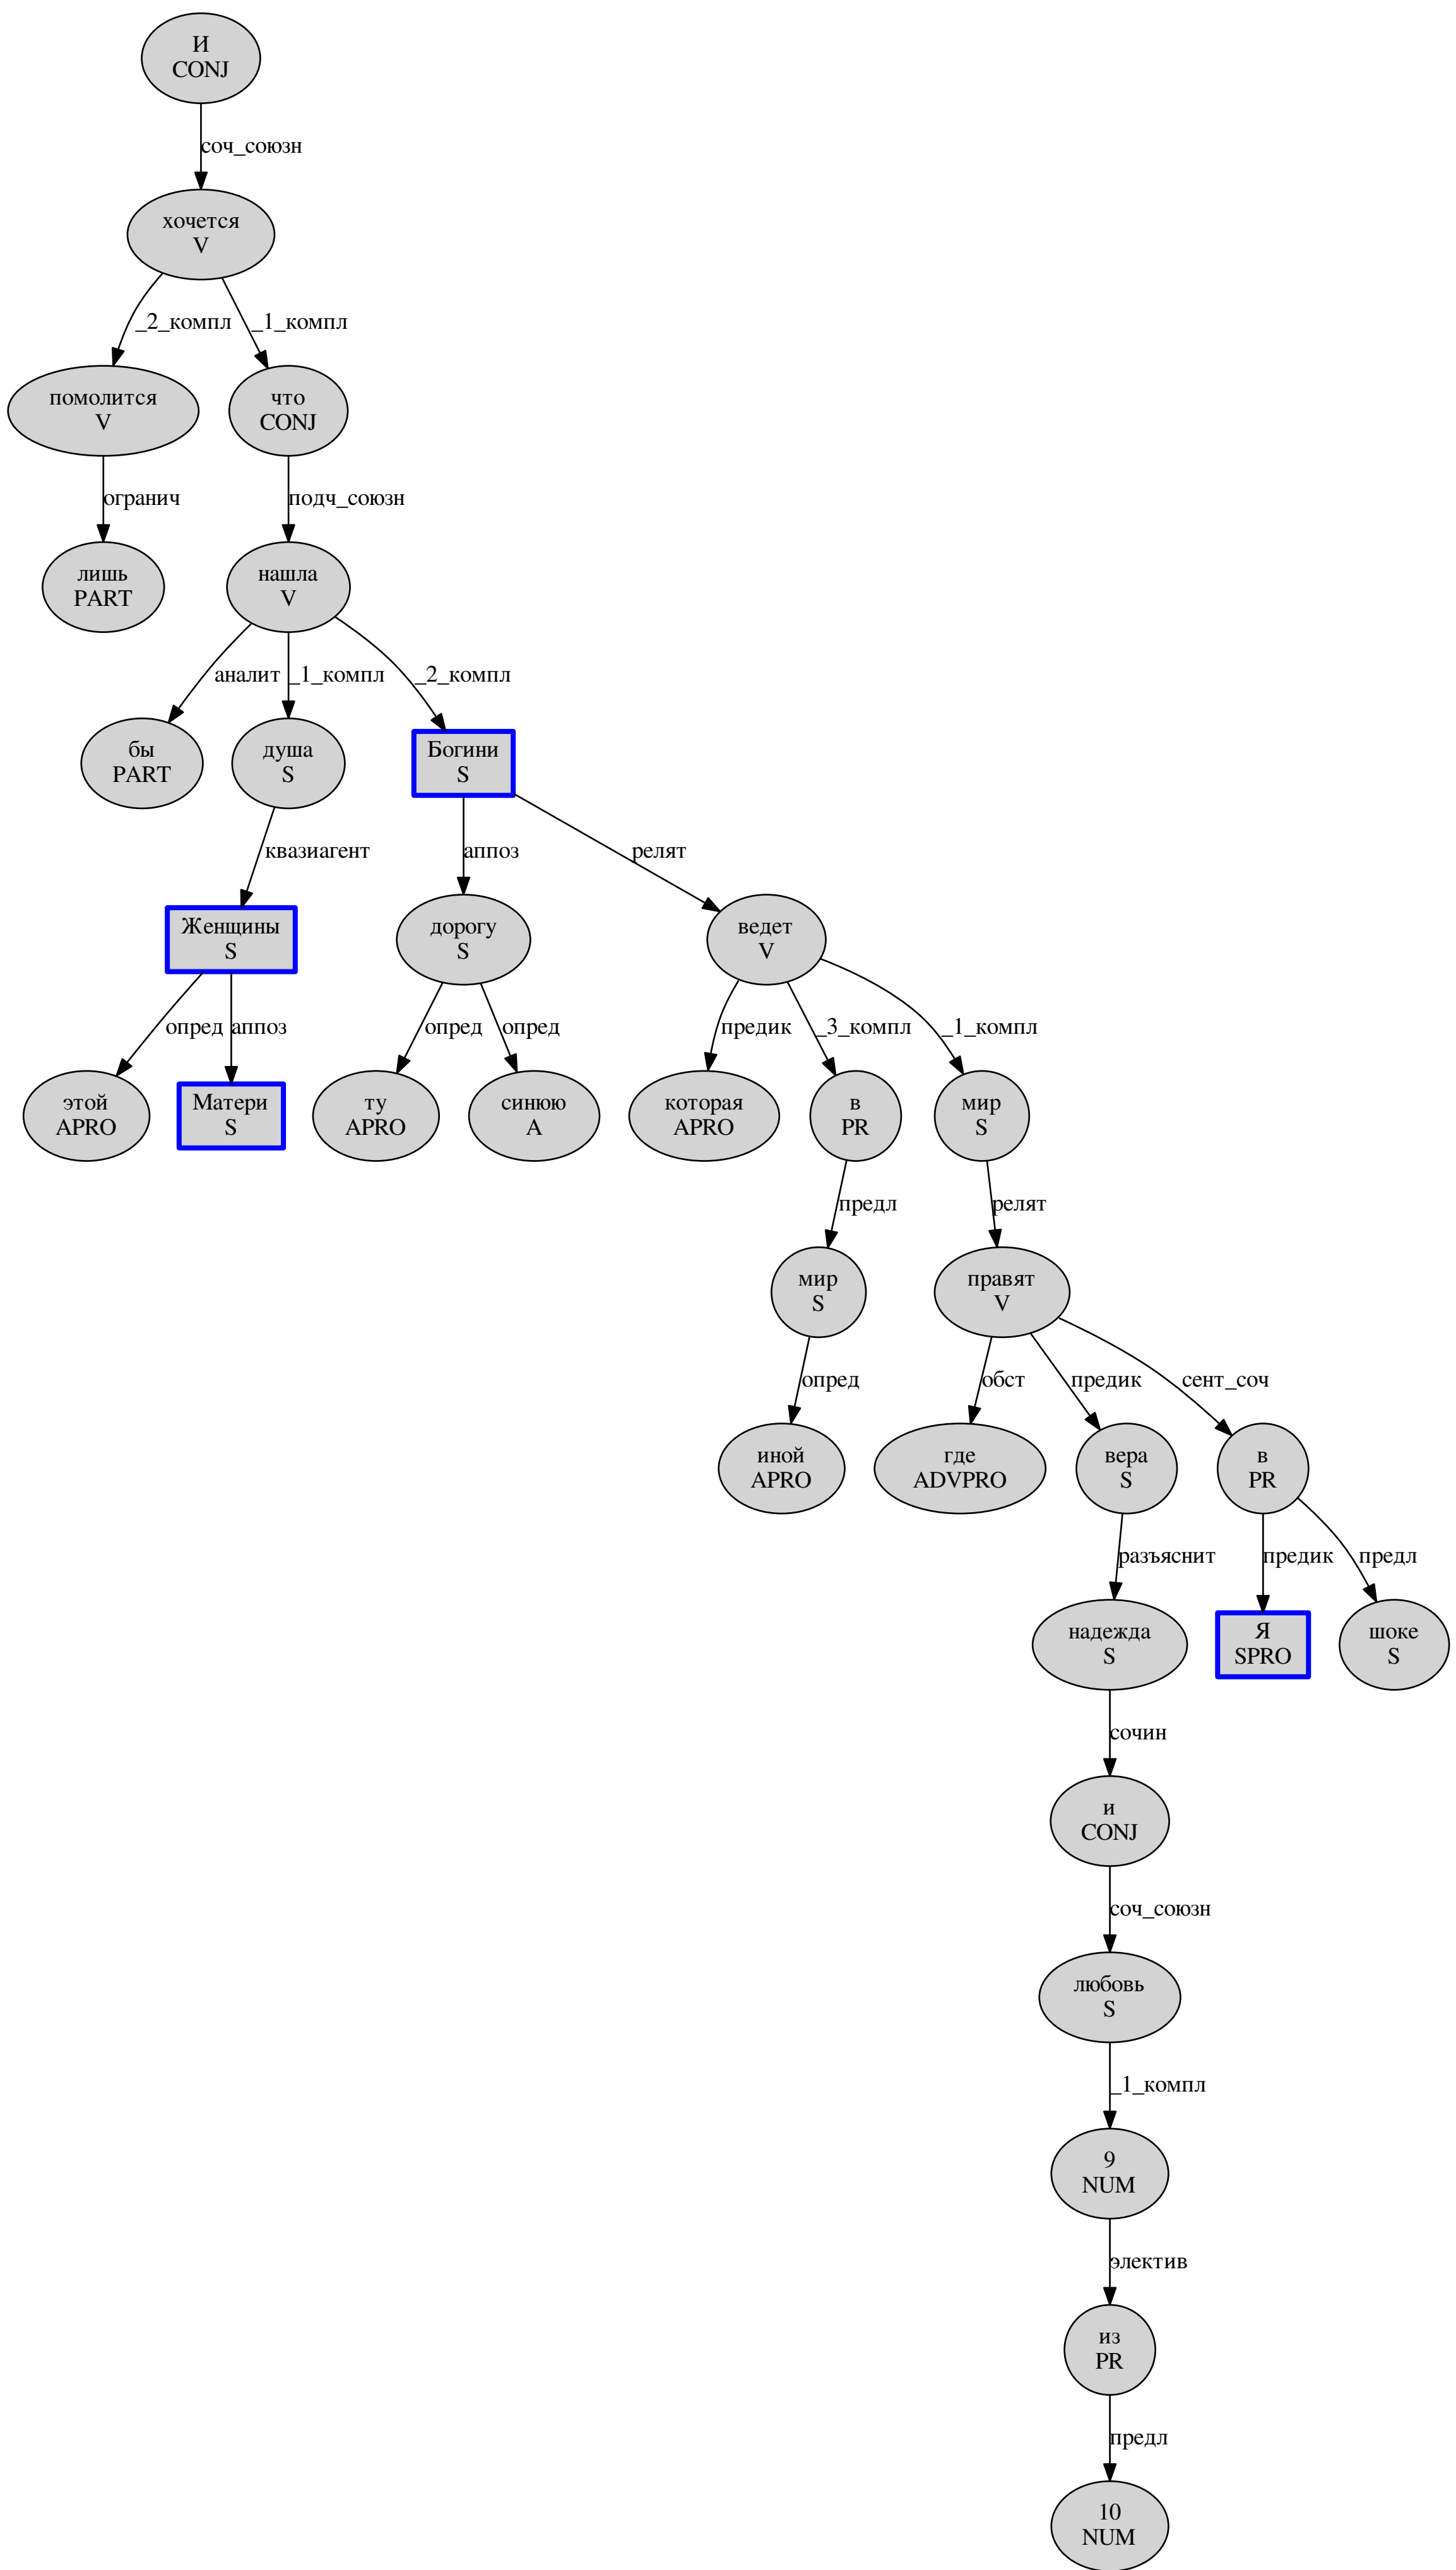 И
CONJ
соч_союзн
хочется
V
_2_компл
_1_компл
помолится
V
что
CONJ
огранич
подч_союзн
лишь
PART
нашла
V
аналит
_1_компл
_2_компл
бы
PART
душа
S
Богини
S
квазиагент
аппоз
релят
Женщины
S
дорогу
S
ведет
V
опред
аппоз
опред
опред
предик
_3_компл
_1_компл
этой
APRO
Матери
S
ту
APRO
синюю
A
которая
APRO
в
PR
мир
S
предл
релят
мир
S
правят
V
опред
обст
предик
сент_соч
иной
APRO
где
ADVPRO
вера
S
в
PR
разъяснит
предик
предл
надежда
S
Я
SPRO
шоке
S
сочин
и
CONJ
соч_союзн
любовь
S
_1_компл
9
NUM
электив
из
PR
предл
10
NUM